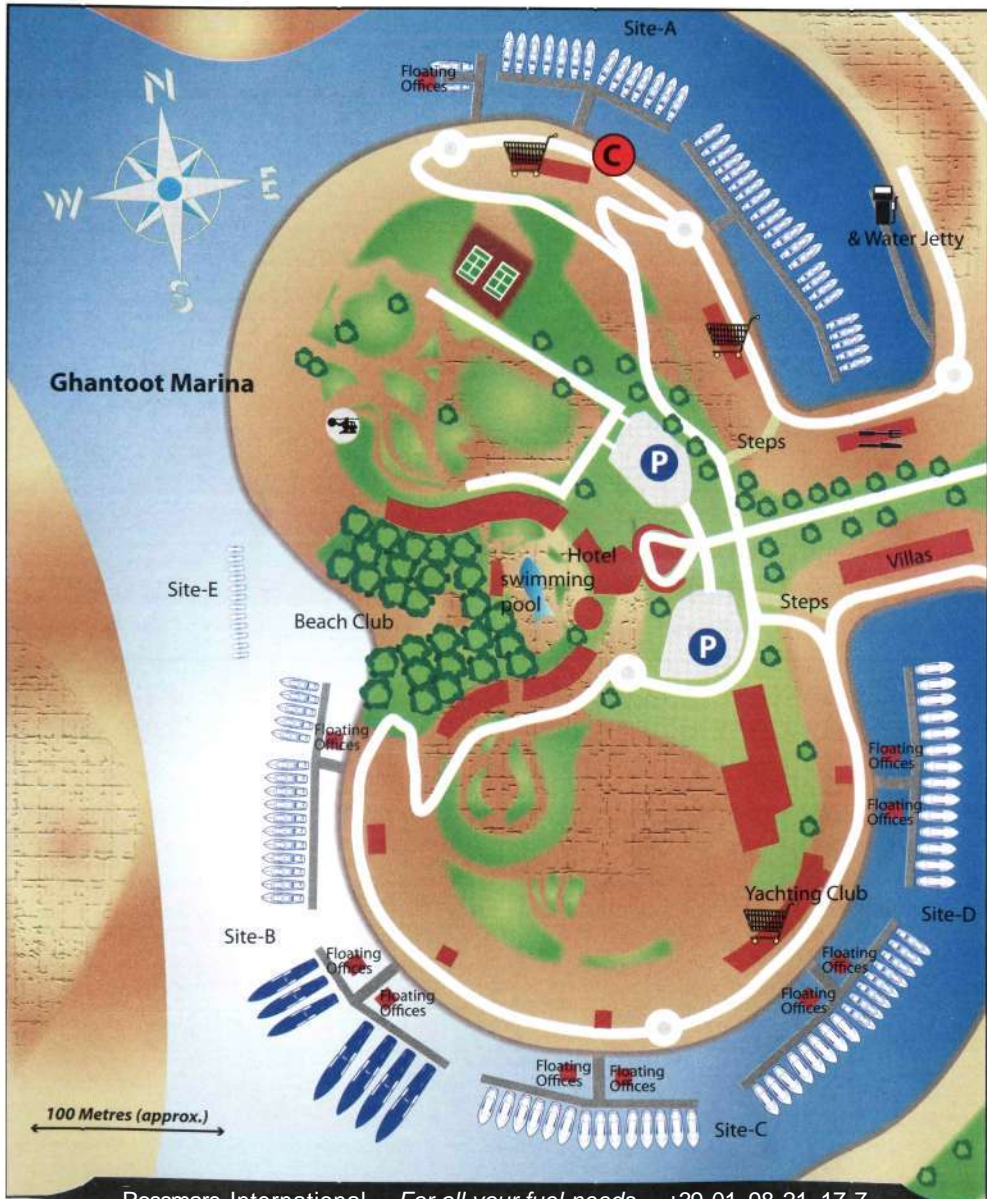 Site-A
Floating
Offices
N
E
W
S
C
& Water Jetty
Ghantoot Marina
Steps
P
Hotel
swimming
pool
Villas
Site-E
Beach Club
Steps
P
Floating
Offices
Floating
Offices
Floating
Offices
Yachting Club
Site-D
Site-B
Floating
Offices
Floating
Offices
Floating
Offices
Floating
Offices
Floating
Offices
Floating
Offices
Site-C
100 Metres (approx.)
For all your fuel needs